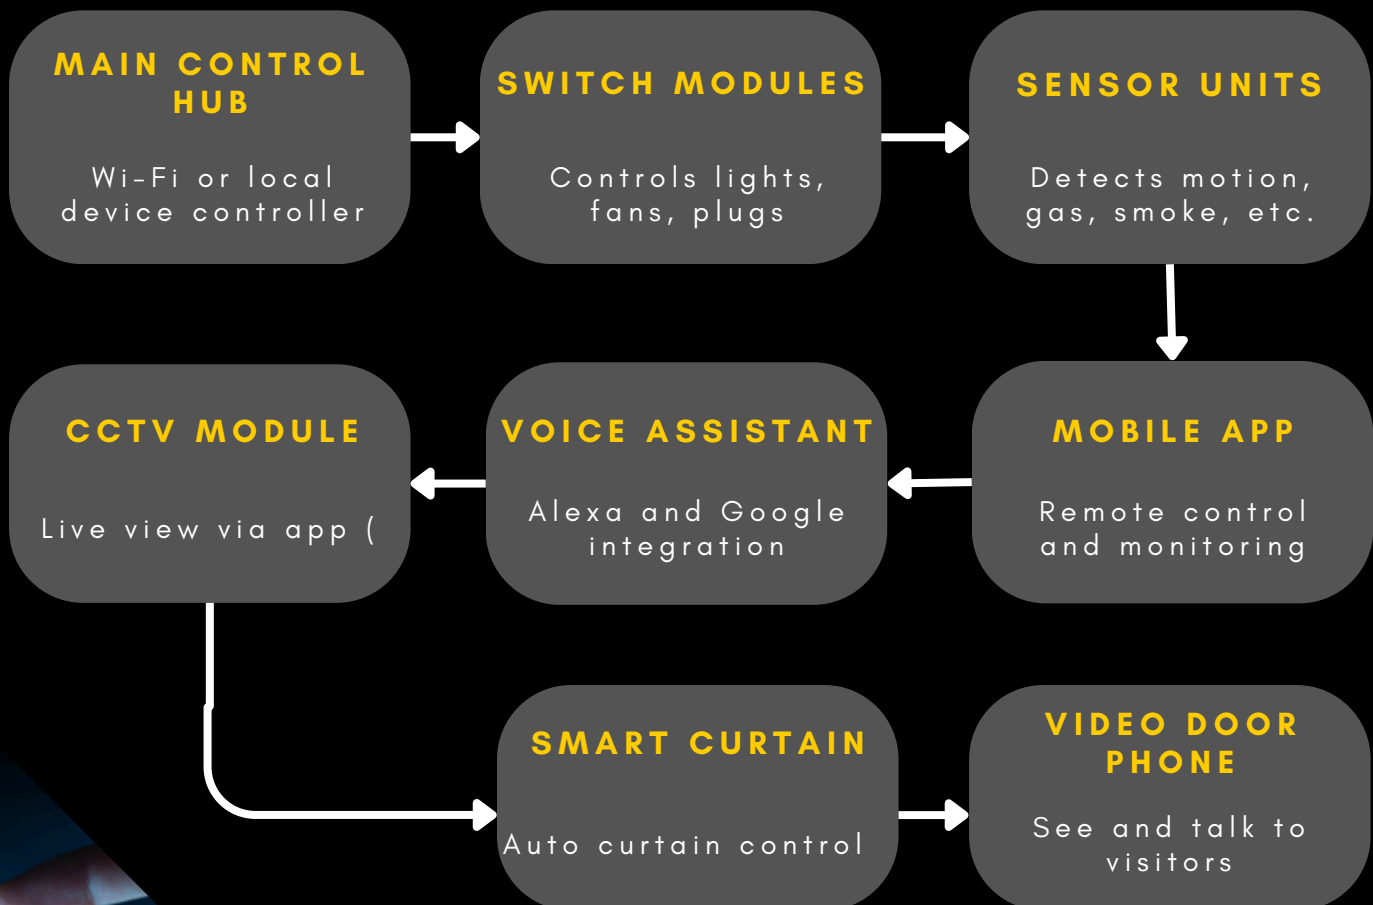 MAIN CONTROL
HUB
Wi-Fi or local
device controller
SWITCH MODULES
Controls lights,
fans, plugs
SENSOR UNITS
Detects motion,
gas, smoke, etc.
MOBILE APP
Remote control
and monitoring
VOICE ASSISTANT
Alexa and Google
integration
CCTV MODULE
Live view via app (
SMART CURTAIN
Auto curtain control
VIDEO DOOR
PHONE
See and talk to
visitors